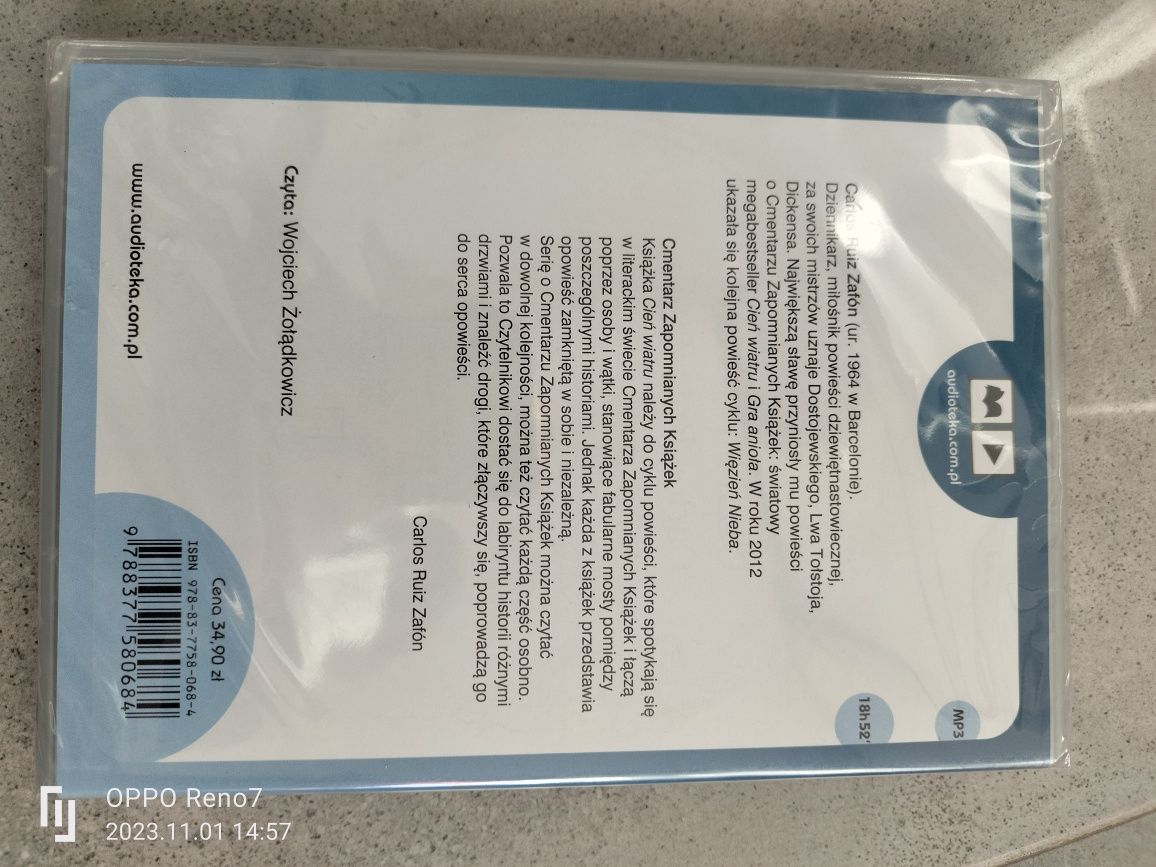 audioteka.com.pl
MP3
18h52'
Carlos Ruiz Zafón (ur. 1964 w Barcelonie).
Dziennikarz, miłośnik powieści dziewiętnastowiecznej,
za swoich mistrzów uznaje Dostojewskiego, Lwa Tołstoja,
Dickensa. Największą sławę przyniosły mu powieści
o Cmentarzu Zapomnianych Książek: światowy
megabestseller Cień wiatru i Gra anioła. W roku 2012
ukazała się kolejna powieść cyklu: Więzień Nieba.
Cmentarz Zapomnianych Książek
Książka Cień wiatru należy do cyklu powieści, które spotykają się
w literackim świecie Cmentarza Zapomnianych Książek i łączą
poprzez osoby i wątki, stanowiące fabularne mosty pomiędzy
poszczególnymi historiami. Jednak każda z książek przedstawia
opowieść zamkniętą w sobie i niezależną.
Serię o Cmentarzu Zapomnianych Książek można czytać
w dowolnej kolejności, można też czytać każdą część osobno.
Pozwala to Czytelnikowi dostać się do labiryntu historii różnymi
drzwiami i znaleźć drogi, które złączywszy się, poprowadzą go
do serca opowieści.
Carlos Ruiz Zafón
Czyta: Wojciech Żołądkowicz
www.audioteka.com.pl
Cena 34,90 zł
ISBN 978-83-7758-068-4
9788377580684
OPPO Reno7
2023.11.01 14:57